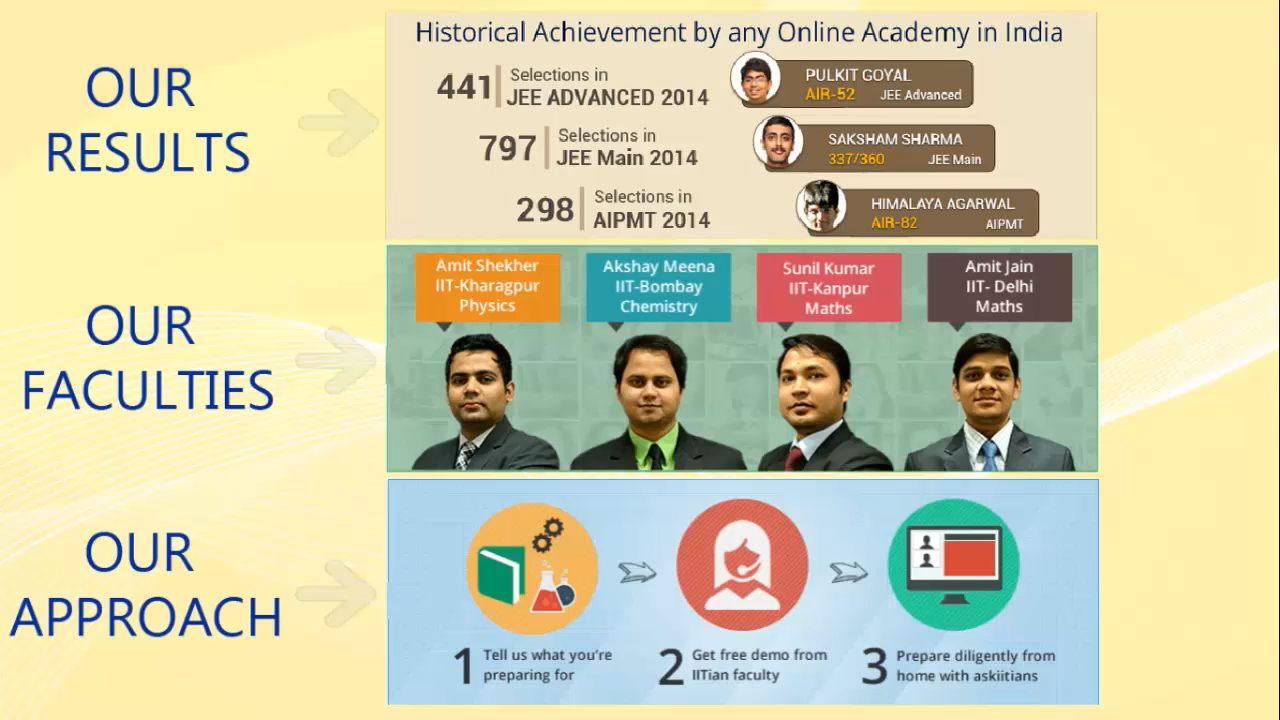 OUR
RESULTS
Historical Achievement by any Online Academy in India
441 Selections in
JEE ADVANCED 2014
PULKIT GOYAL
AIR-52 JEE Advanced
797 Selections in
JEE Main 2014
SAKSHAM SHARMA
337/360 JEE Main
298 Selections in
AIPMT 2014
HIMALAYA AGARWAL
AIR-82 AIPMT
OUR
FACULTIES
Amit Shekher
IIT-Kharagpur
Physics
Akshay Meena
IIT-Bombay
Chemistry
Sunil Kumar
IIT-Kanpur
Maths
Amit Jain
IIT- Delhi
Maths
OUR
APPROACH
1 Tell us what you're
preparing for
2 Get free demo from
IITian faculty
3 Prepare diligently from
home with askiitians